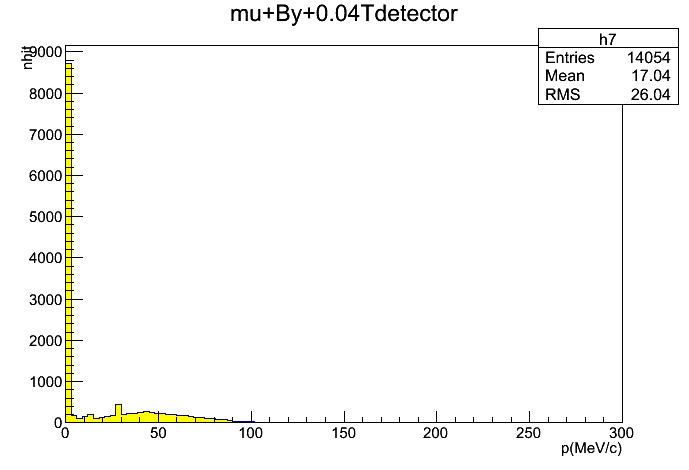 mu+By+0.04Tdetector
h7
Entries 14054
Mean 17.04
RMS 26.04
nhit
9000
8000
7000
6000
5000
4000
3000
2000
1000
0
0 50 100 150 200 250 300
p(MeV/c)